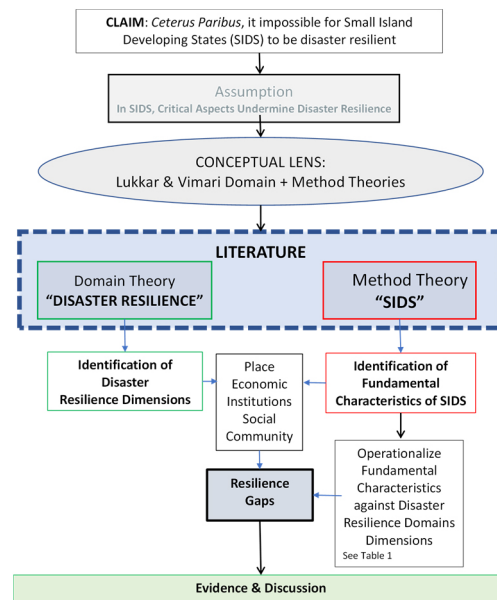 CLAIM: Ceterus Paribus, it impossible for Small Island
Developing States (SIDS) to be disaster resilient
Assumption
In SIDS, Critical Aspects Undermine Disaster Resilience
CONCEPTUAL LENS:
Lukkar & Vimari Domain + Method Theories
LITERATURE
Domain Theory
“DISASTER RESILIENCE”
Method Theory
“SIDS”
Identification of
Disaster
Resilience Dimensions
Place
Economic
Institutions
Social
Community
Identification of
Fundamental
Characteristics of SIDS
Resilience
Gaps
Operationalize
Fundamental
Characteristics
against Disaster
Resilience Domains
Dimensions
See Table 1
Evidence & Discussion